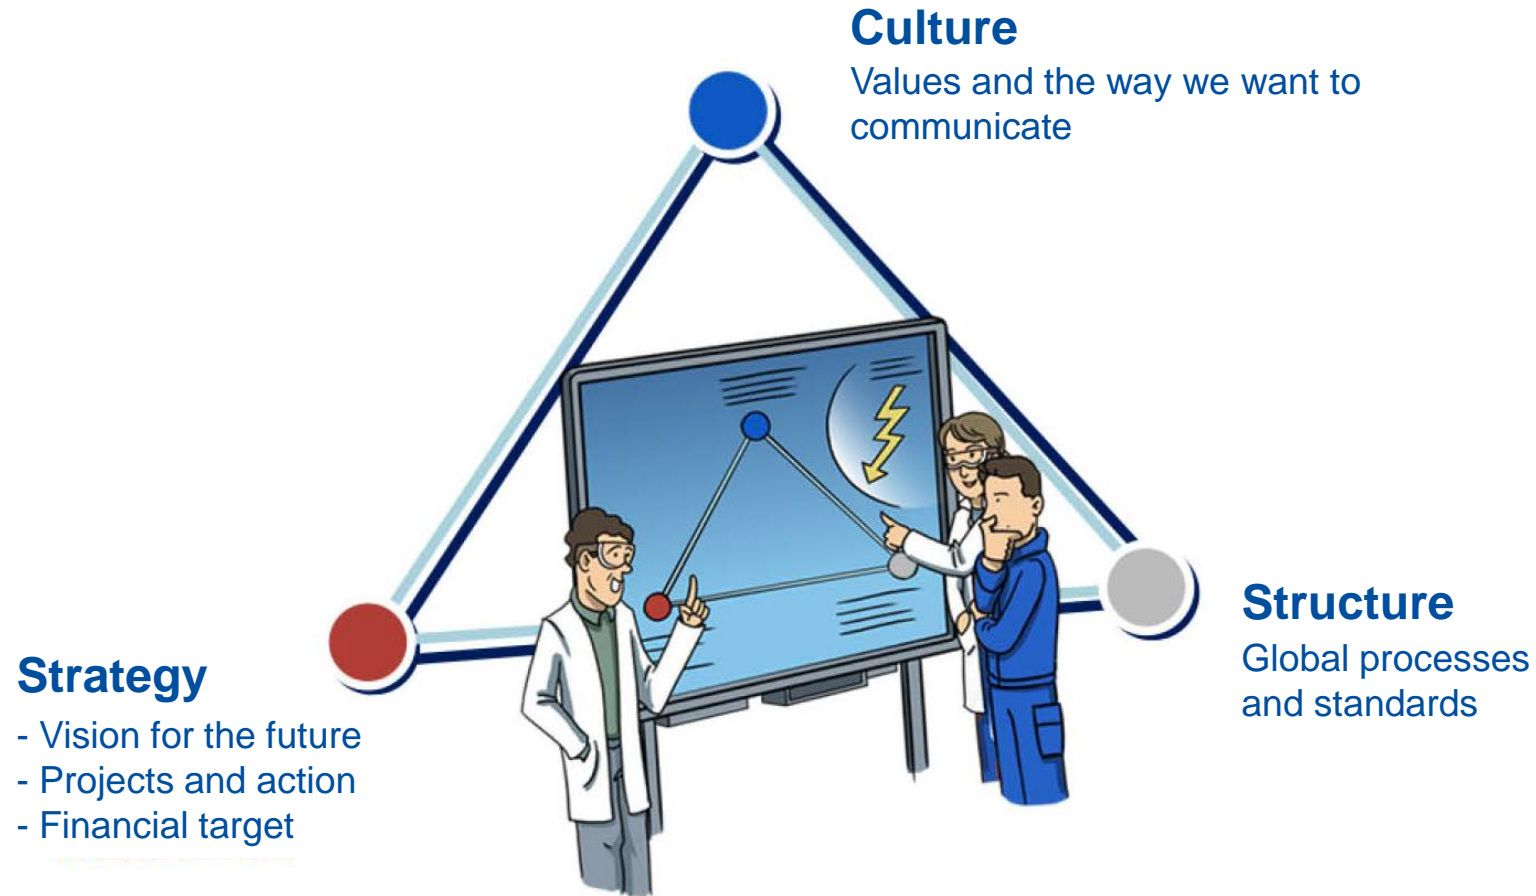 Culture
Values and the way we want to
communicate
Strategy
- Vision for the future
- Projects and action
- Financial target
Structure
Global processes
and standards